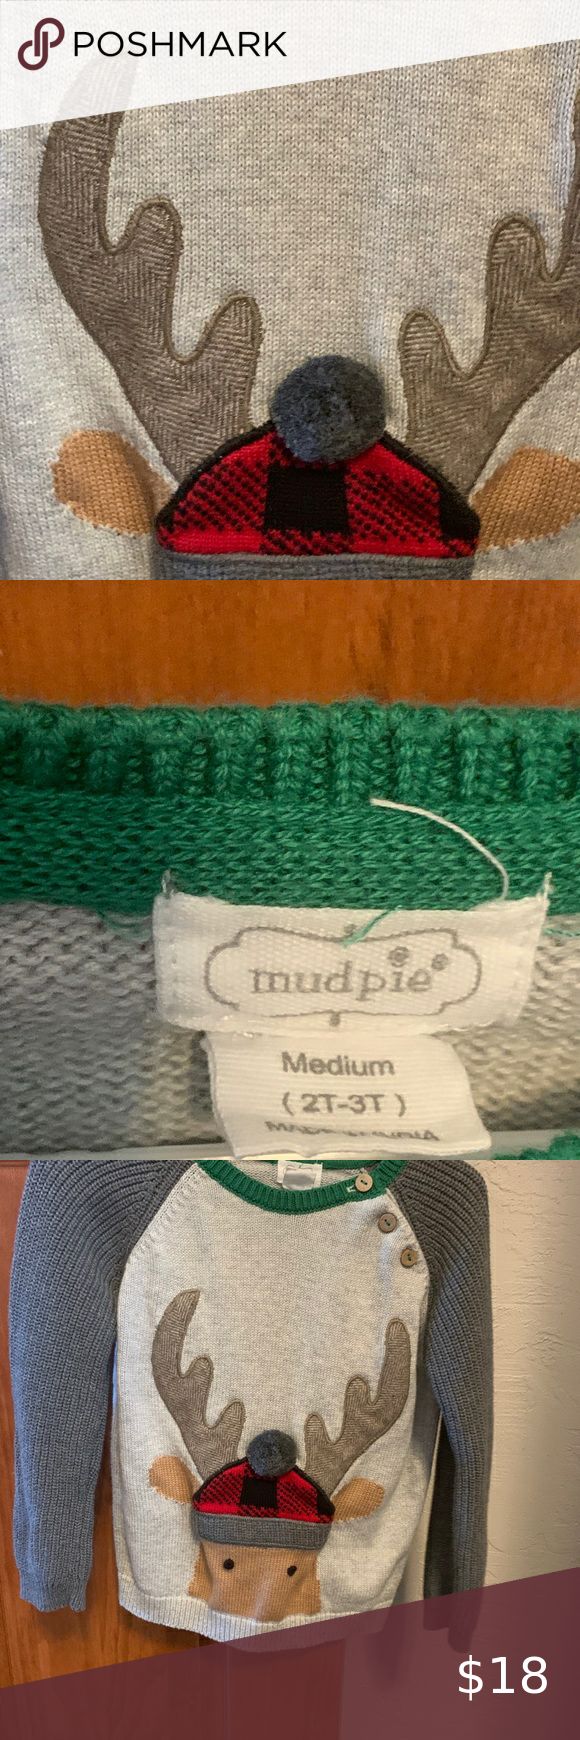 POSHMARK
mudpie
Medium
( 2T-3T )
$18